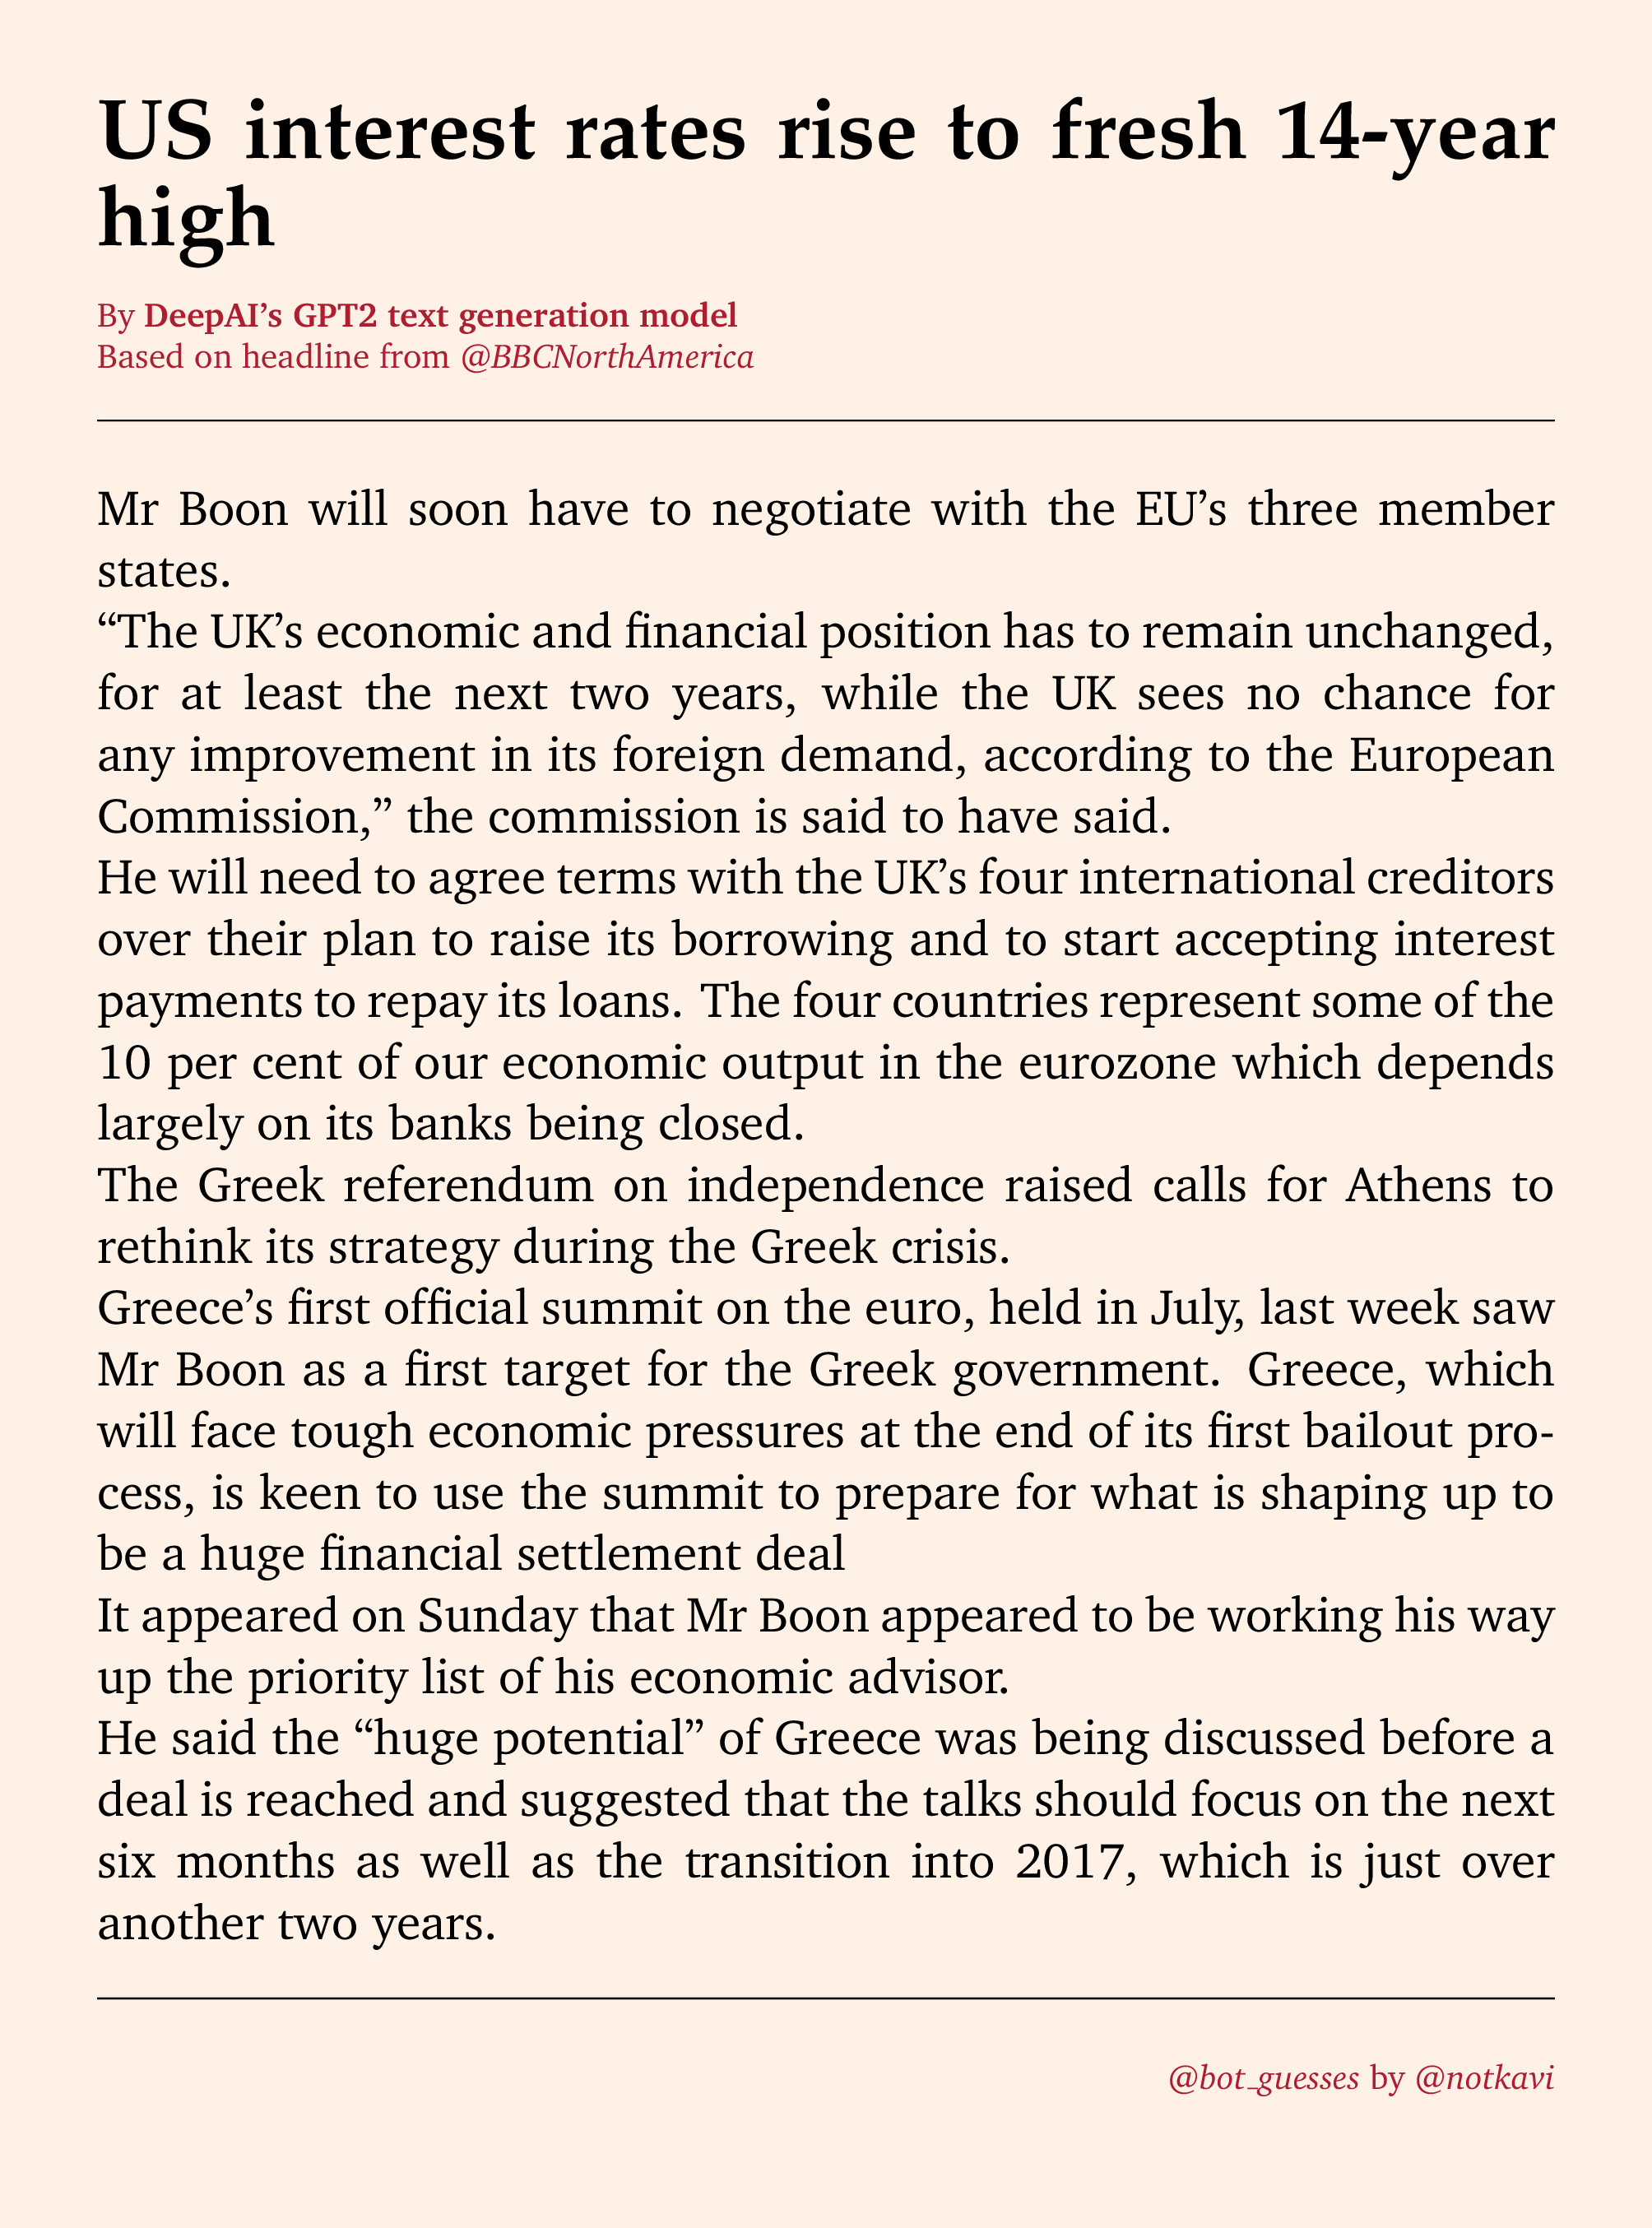 US interest rates rise to fresh 14-year
high
By DeepAI’s GPT2 text generation model
Based on headline from @BBCNorthAmerica
Mr Boon will soon have to negotiate with the EU’s three member
states.
“The UK’s economic and financial position has to remain unchanged,
for at least the next two years, while the UK sees no chance for
any improvement in its foreign demand, according to the European
Commission,” the commission is said to have said.
He will need to agree terms with the UK’s four international creditors
over their plan to raise its borrowing and to start accepting interest
payments to repay its loans. The four countries represent some of the
10 per cent of our economic output in the eurozone which depends
largely on its banks being closed.
The Greek referendum on independence raised calls for Athens to
rethink its strategy during the Greek crisis.
Greece’s first official summit on the euro, held in July, last week saw
Mr Boon as a first target for the Greek government. Greece, which
will face tough economic pressures at the end of its first bailout pro-
cess, is keen to use the summit to prepare for what is shaping up to
be a huge financial settlement deal
It appeared on Sunday that Mr Boon appeared to be working his way
up the priority list of his economic advisor.
He said the “huge potential” of Greece was being discussed before a
deal is reached and suggested that the talks should focus on the next
six months as well as the transition into 2017, which is just over
another two years.
@bot_guesses by @notkavi